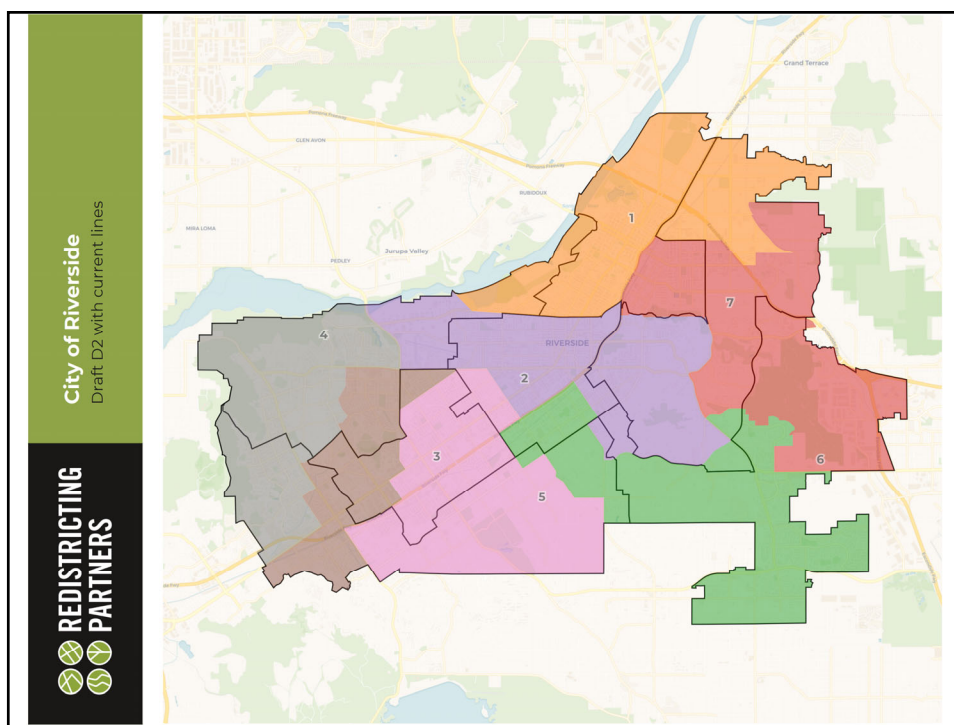 City of Riverside
Draft D2 with current lines
REDISTRICTING
PARTNERS
Grand Terrace
GLEN AVON
RUBIDOUX
MIRA LOMA
Jurupa Valley
PEDLEY
RIVERSIDE
1
7
4
2
3
5
6